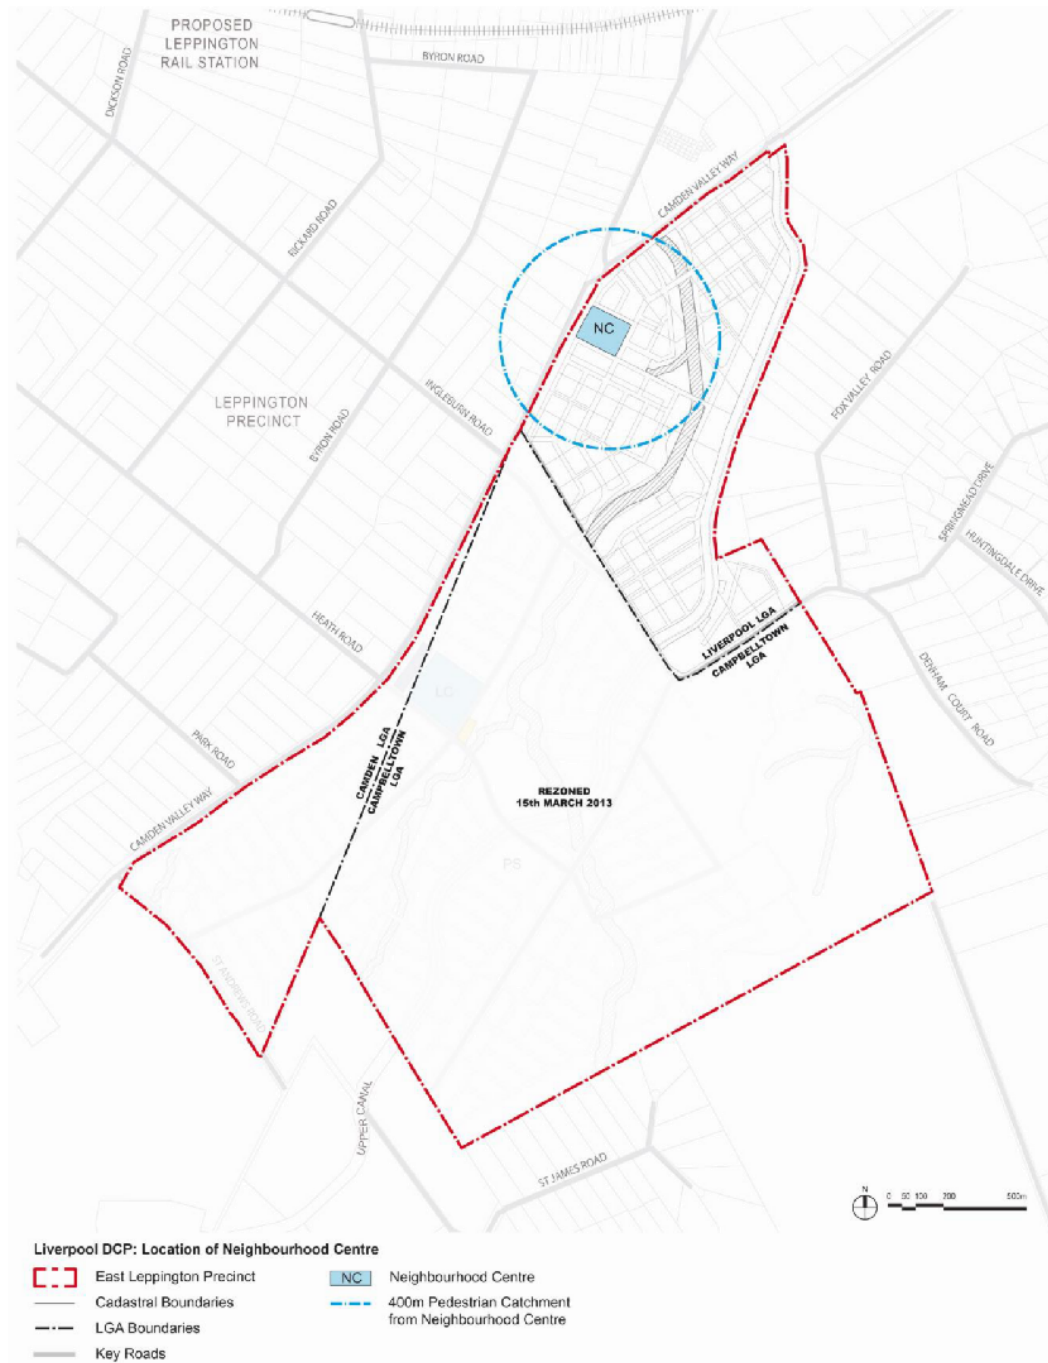 PROPOSED
LEPPINGTON
RAIL STATION
BYRON ROAD
DICKSON ROAD
CAMDEN VALLEY WAY
RICKARD ROAD
NC
LEPPINGTON
PRECINCT
INGLEBURN ROAD
BYRON ROAD
FOX VALLEY ROAD
SPRINGMEAD DRIVE
HUNTINGDALE DRIVE
HEATH ROAD
LIVERPOOL LGA
CAMPBELLTOWN
LGA
DENHAM COURT ROAD
LC
PARK ROAD
CAMDEN LGA
CAMPBELLTOWN
LGA
REZONED
15th MARCH 2013
CAMDEN VALLEY WAY
PS
ST ANDREWS ROAD
UPPER CANAL
ST JAMES ROAD
N
0 50 100 200 500m
Liverpool DCP: Location of Neighbourhood Centre
East Leppington Precinct
Cadastral Boundaries
LGA Boundaries
Key Roads
NC Neighbourhood Centre
400m Pedestrian Catchment
from Neighbourhood Centre